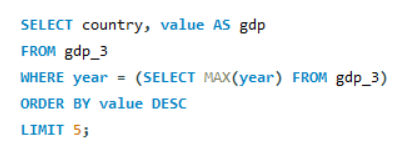 SELECT country, value AS gdp
FROM gdp_3
WHERE year = (SELECT MAX(year) FROM gdp_3)
ORDER BY value DESC
LIMIT 5;